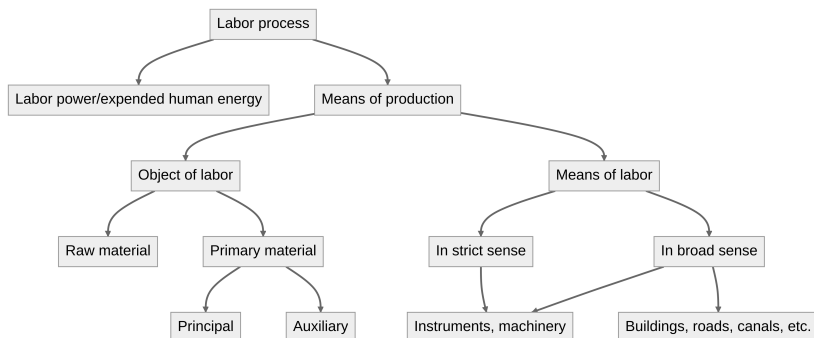 Labor process
Labor power/expended human energy
Means of production
Object of labor
Means of labor
Raw material
Primary material
In strict sense
In broad sense
Principal
Auxiliary
Instruments, machinery
Buildings, roads, canals, etc.